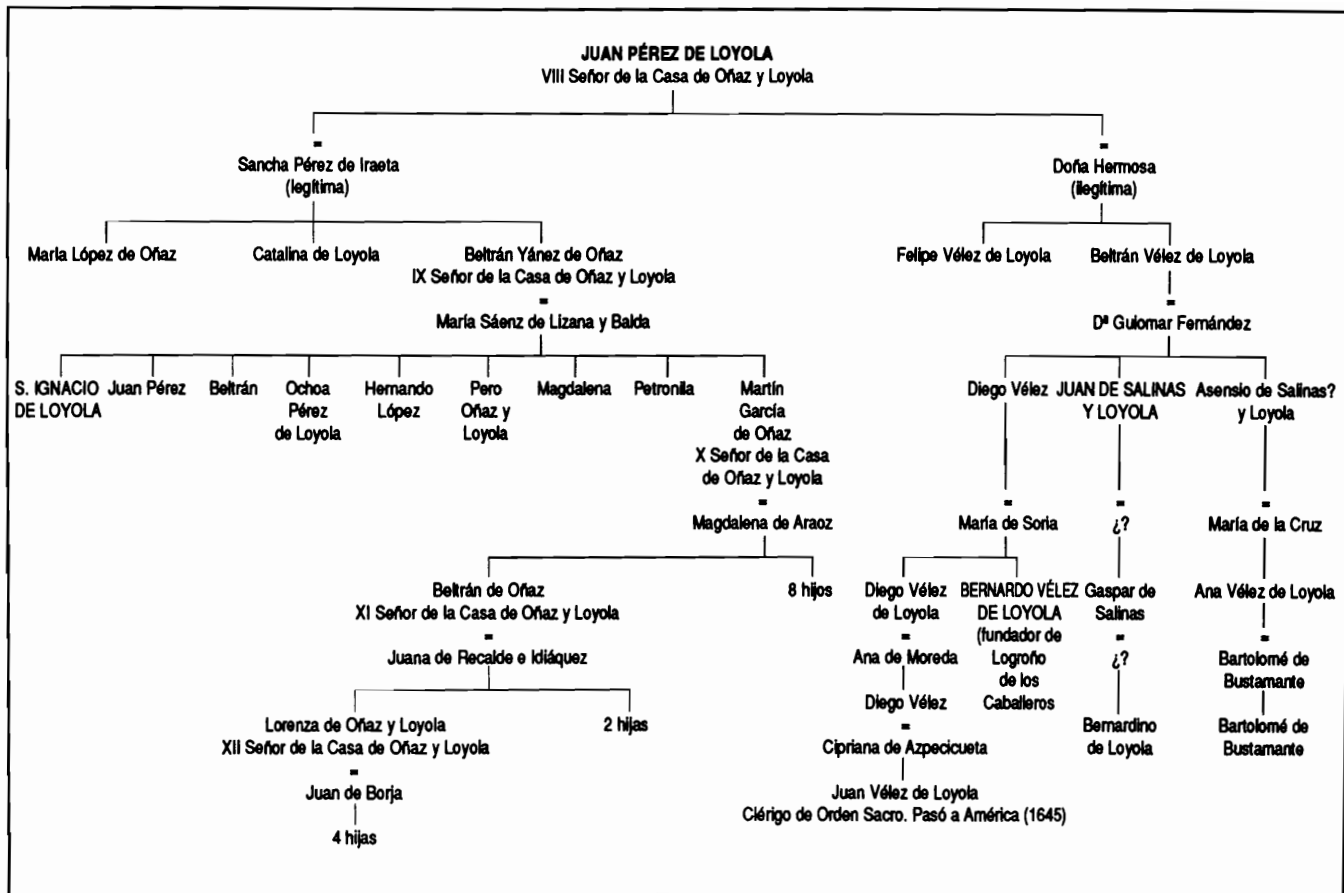 JUAN PÉREZ DE LOYOLA
VIII Señor de la Casa de Oñaz y Loyola
=
Sancha Pérez de Iraeta
(legítima)
=
Doña Hermosa
(ilegítima)
María López de Oñaz
Catalina de Loyola
Beltrán Yánez de Oñaz
IX Señor de la Casa de Oñaz y Loyola
=
María Sáenz de Lizana y Balda
Felipe Vélez de Loyola
Beltrán Vélez de Loyola
=
Dª Guiomar Fernández
S. IGNACIO
DE LOYOLA
Juan Pérez
Beltrán
Ochoa
Pérez
de Loyola
Hernando
López
Pero
Oñaz y
Loyola
Magdalena
Petronila
Martín
García
de Oñaz
X Señor de la Casa
de Oñaz y Loyola
=
Magdalena de Araoz
Diego Vélez
JUAN DE SALINAS
Y LOYOLA
Asensio de Salinas?
y Loyola
=
María de Soria
=
¿?
=
María de la Cruz
Beltrán de Oñaz
XI Señor de la Casa de Oñaz y Loyola
=
Juana de Recalde e Idiáquez
8 hijos
Diego Vélez
de Loyola
=
Ana de Moreda
Diego Vélez
=
Cipriana de Azpecicueta
Juan Vélez de Loyola
Clérigo de Orden Sacro. Pasó a América (1645)
BERNARDO VÉLEZ
DE LOYOLA
(fundador de
Logroño
de los
Caballeros
Gaspar de
Salinas
=
¿?
Bernardino
de Loyola
Ana Vélez de Loyola
=
Bartolomé de
Bustamante
Bartolomé de
Bustamante
Lorenza de Oñaz y Loyola
XII Señor de la Casa de Oñaz y Loyola
=
Juan de Borja
4 hijas
2 hijas